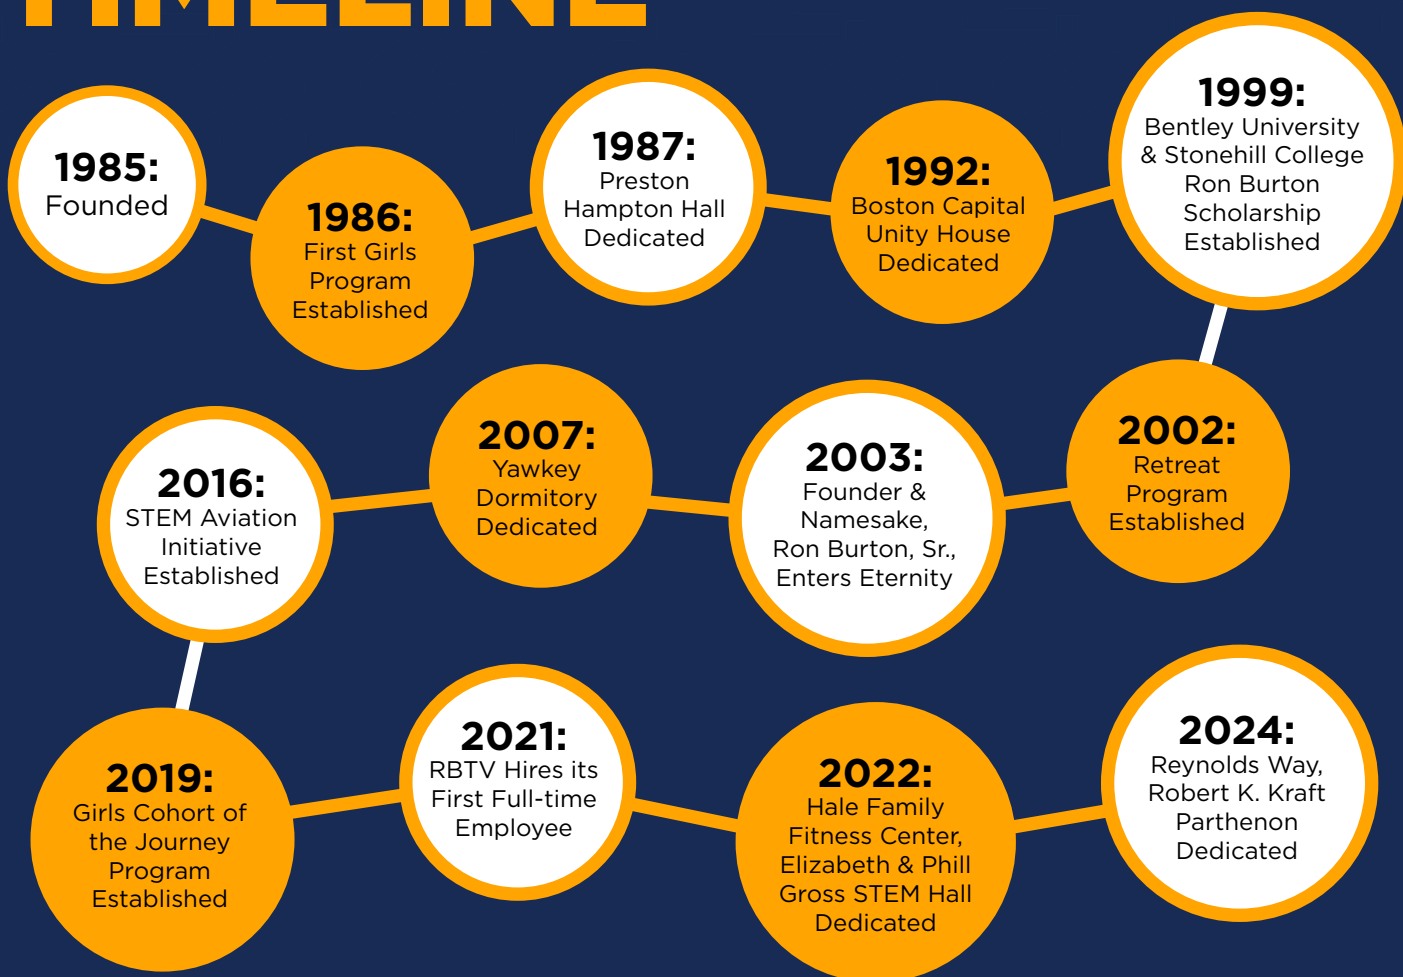 TIMELINE
1985:
Founded
1986:
First Girls
Program
Established
1987:
Preston
Hampton Hall
Dedicated
1992:
Boston Capital
Unity House
Dedicated
1999:
Bentley University
& Stonehill College
Ron Burton
Scholarship
Established
2002:
Retreat
Program
Established
2003:
Founder &
Namesake,
Ron Burton, Sr.,
Enters Eternity
2007:
Yawkey
Dormitory
Dedicated
2016:
STEM Aviation
Initiative
Established
2019:
Girls Cohort of
the Journey
Program
Established
2021:
RBTV Hires its
First Full-time
Employee
2022:
Hale Family
Fitness Center,
Elizabeth & Phill
Gross STEM Hall
Dedicated
2024:
Reynolds Way,
Robert K. Kraft
Parthenon
Dedicated